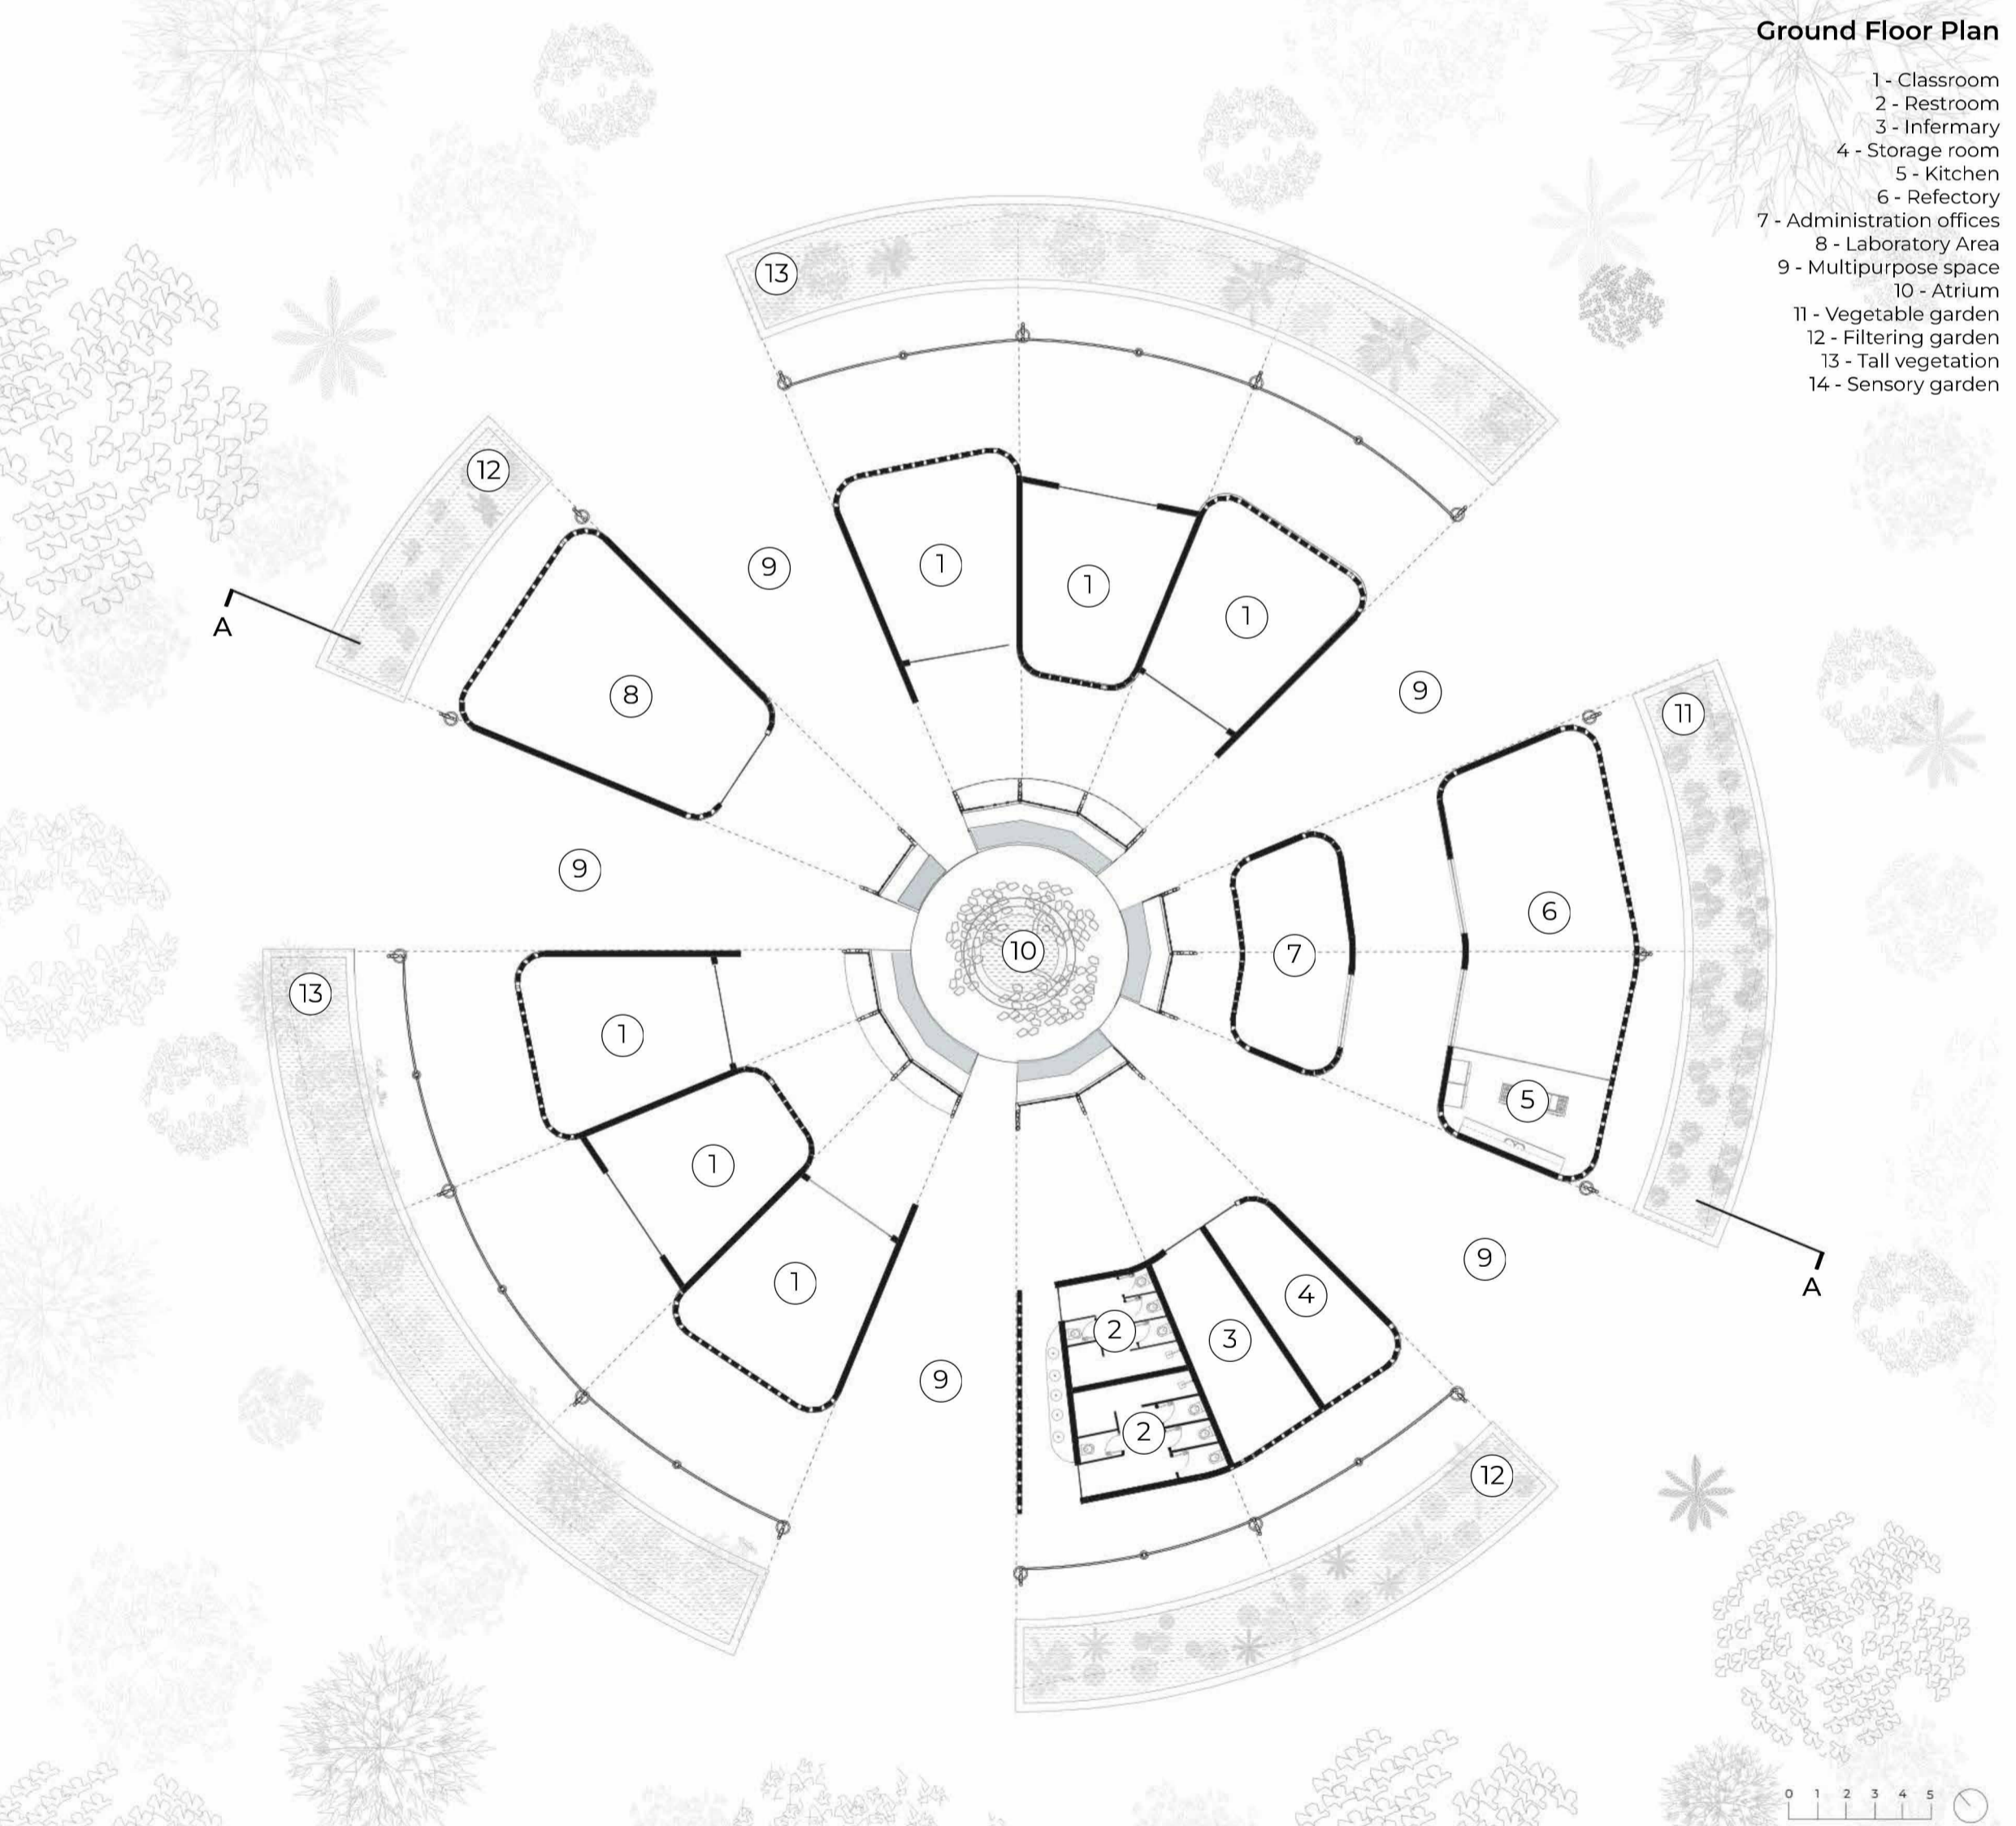 Ground Floor Plan
1 - Classroom
2 - Restroom
3 - Infermary
4 - Storage room
5 - Kitchen
6 - Refectory
7 - Administration offices
8 - Laboratory Area
9 - Multipurpose space
10 - Atrium
11 - Vegetable garden
12 - Filtering garden
13 - Tall vegetation
14 - Sensory garden
13
12
9
1
1
1
A
8
9
11
9
6
7
10
13
1
5
1
9
A
1
4
2
3
9
2
12
0 1 2 3 4 5